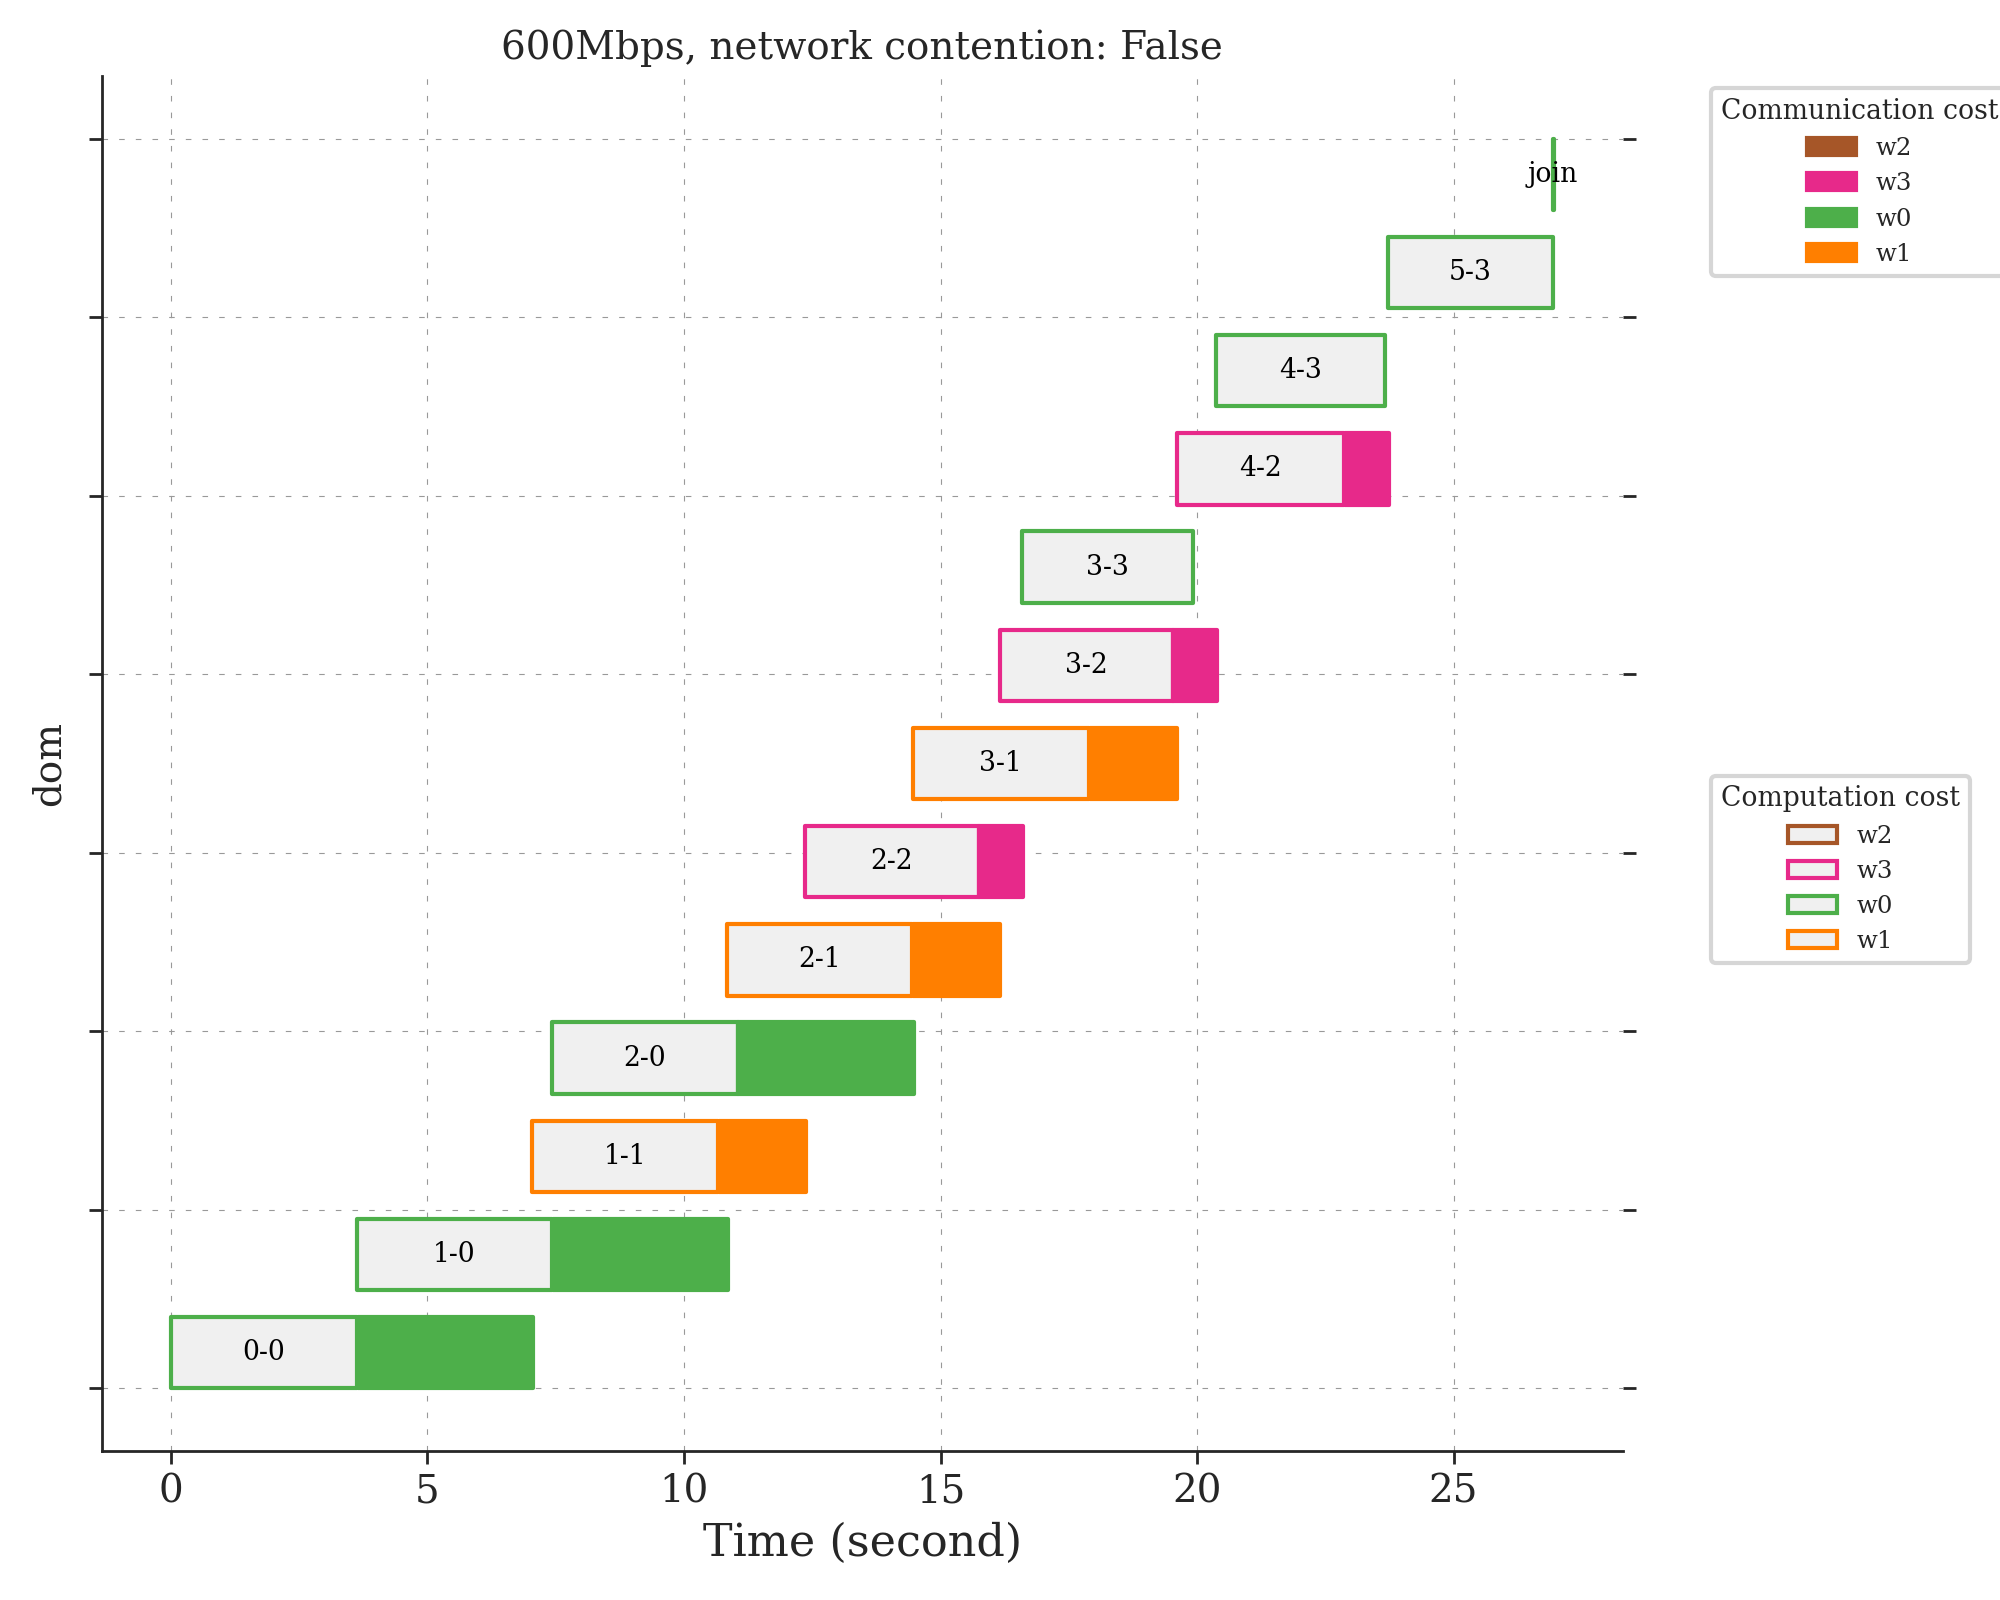 600Mbps, network contention: False
Communication cost
w2
w3
w0
w1
join
5-3
4-3
4-2
3-3
3-2
3-1
2-2
2-1
2-0
1-1
1-0
0-0
dom
Computation cost
w2
w3
w0
w1
0 5 10 15 20 25
Time (second)